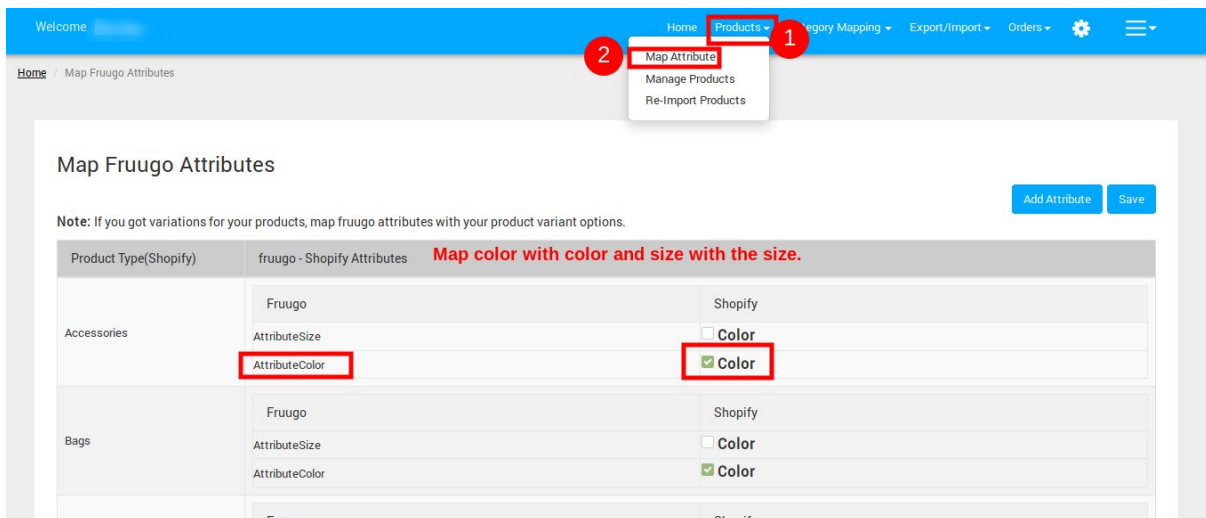 Welcome
Home Products Category Mapping Export/Import Orders
1
2
Map Attribute
Manage Products
Re-Import Products
Home / Map Fruugo Attributes
Map Fruugo Attributes
Add Attribute Save
Note: If you got variations for your products, map fruugo attributes with your product variant options.
Product Type(Shopify) fruugo - Shopify Attributes Map color with color and size with the size.
Fruugo Shopify
Accessories
AttributeSize Color
AttributeColor Color
Fruugo Shopify
Bags
AttributeSize Color
AttributeColor Color